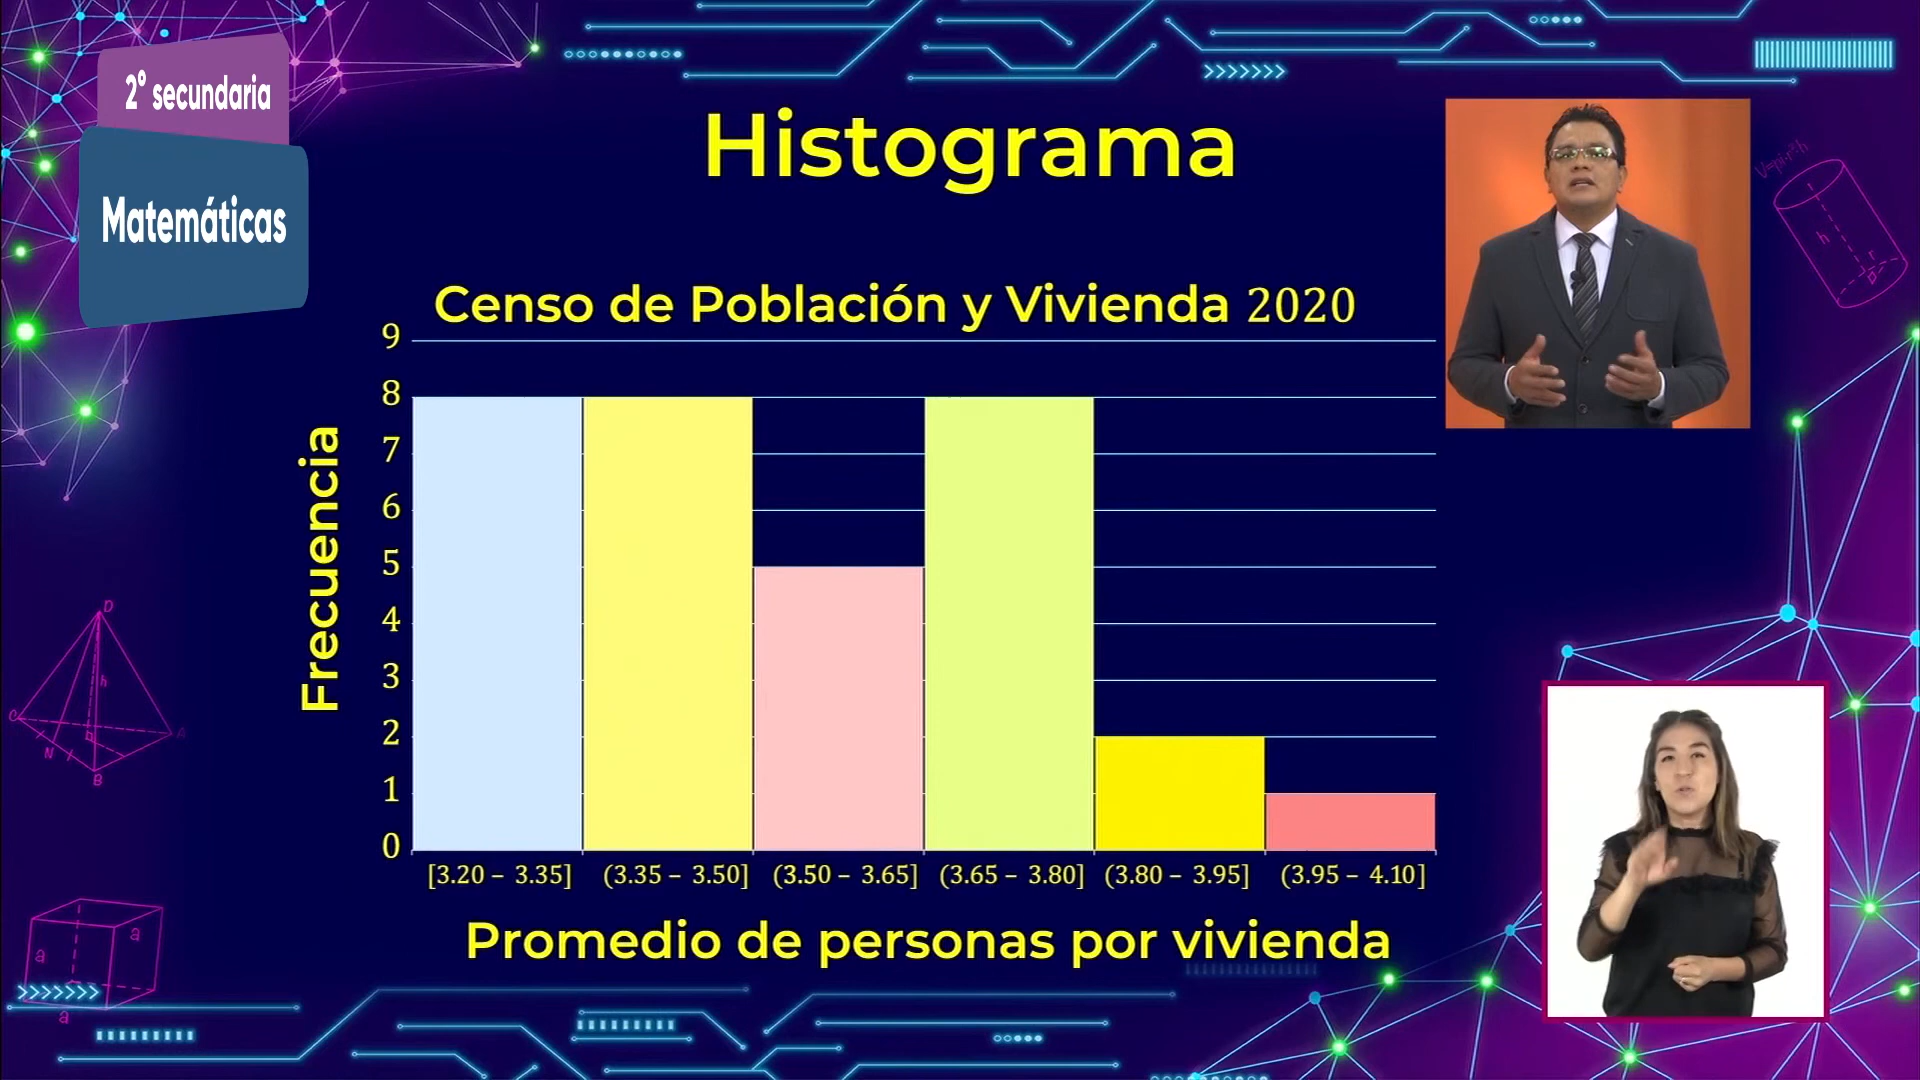 2° secundaria
Matemáticas
Histograma
Censo de Población y Vivienda 2020
9
8
7
6
5
4
3
2
1
0
Frecuencia
[3.20 – 3.35] (3.35 – 3.50] (3.50 – 3.65] (3.65 – 3.80] (3.80 – 3.95] (3.95 – 4.10]
Promedio de personas por vivienda
h
r
D
h
C
A
N
b
B
a
a
a